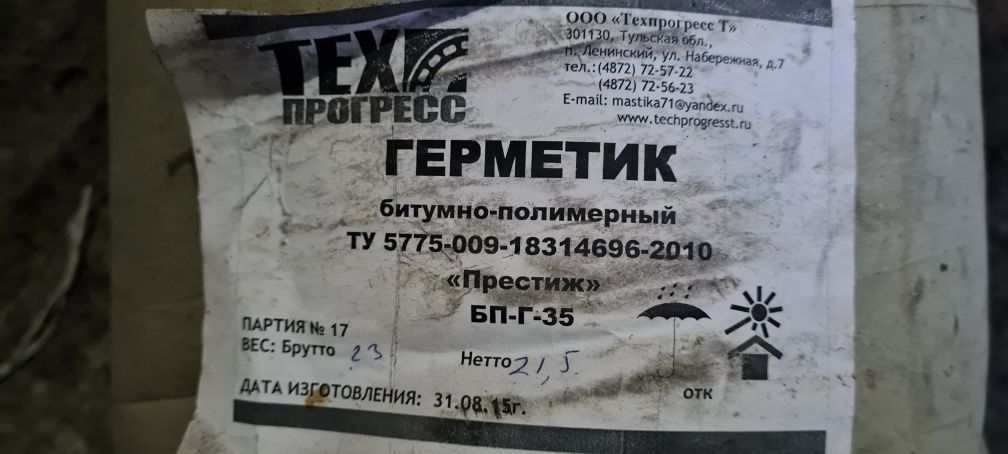 ТЕХ
ПРОГРЕСС
ООО «Техпрогресс Т»
301130, Тульская обл.,
п. Ленинский, ул. Набережная, д.7
тел.:(4872) 72-57-22
(4872) 72-56-23
E-mail: mastika71@yandex.ru
www.techprogresst.ru
ГЕРМЕТИК
битумно-полимерный
ТУ 5775-009-18314696-2010
«Престиж»
БП-Г-35
ПАРТИЯ № 17
ВЕС: Брутто 23 Нетто 21,5
ОТК
ДАТА ИЗГОТОВЛЕНИЯ: 31.08.15г.